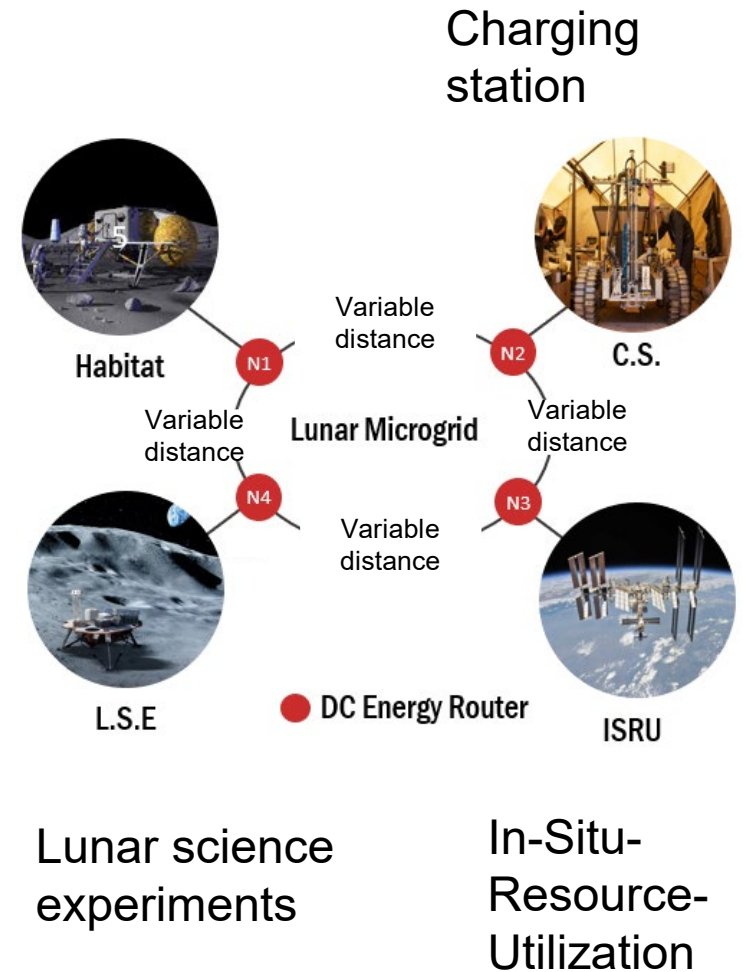 Charging
station
Variable
distance
Habitat
N1
N2
C.S.
Variable
distance
Lunar Microgrid
Variable
distance
N4
N3
Variable
distance
L.S.E
DC Energy Router
ISRU
Lunar science
experiments
In-Situ-
Resource-
Utilization